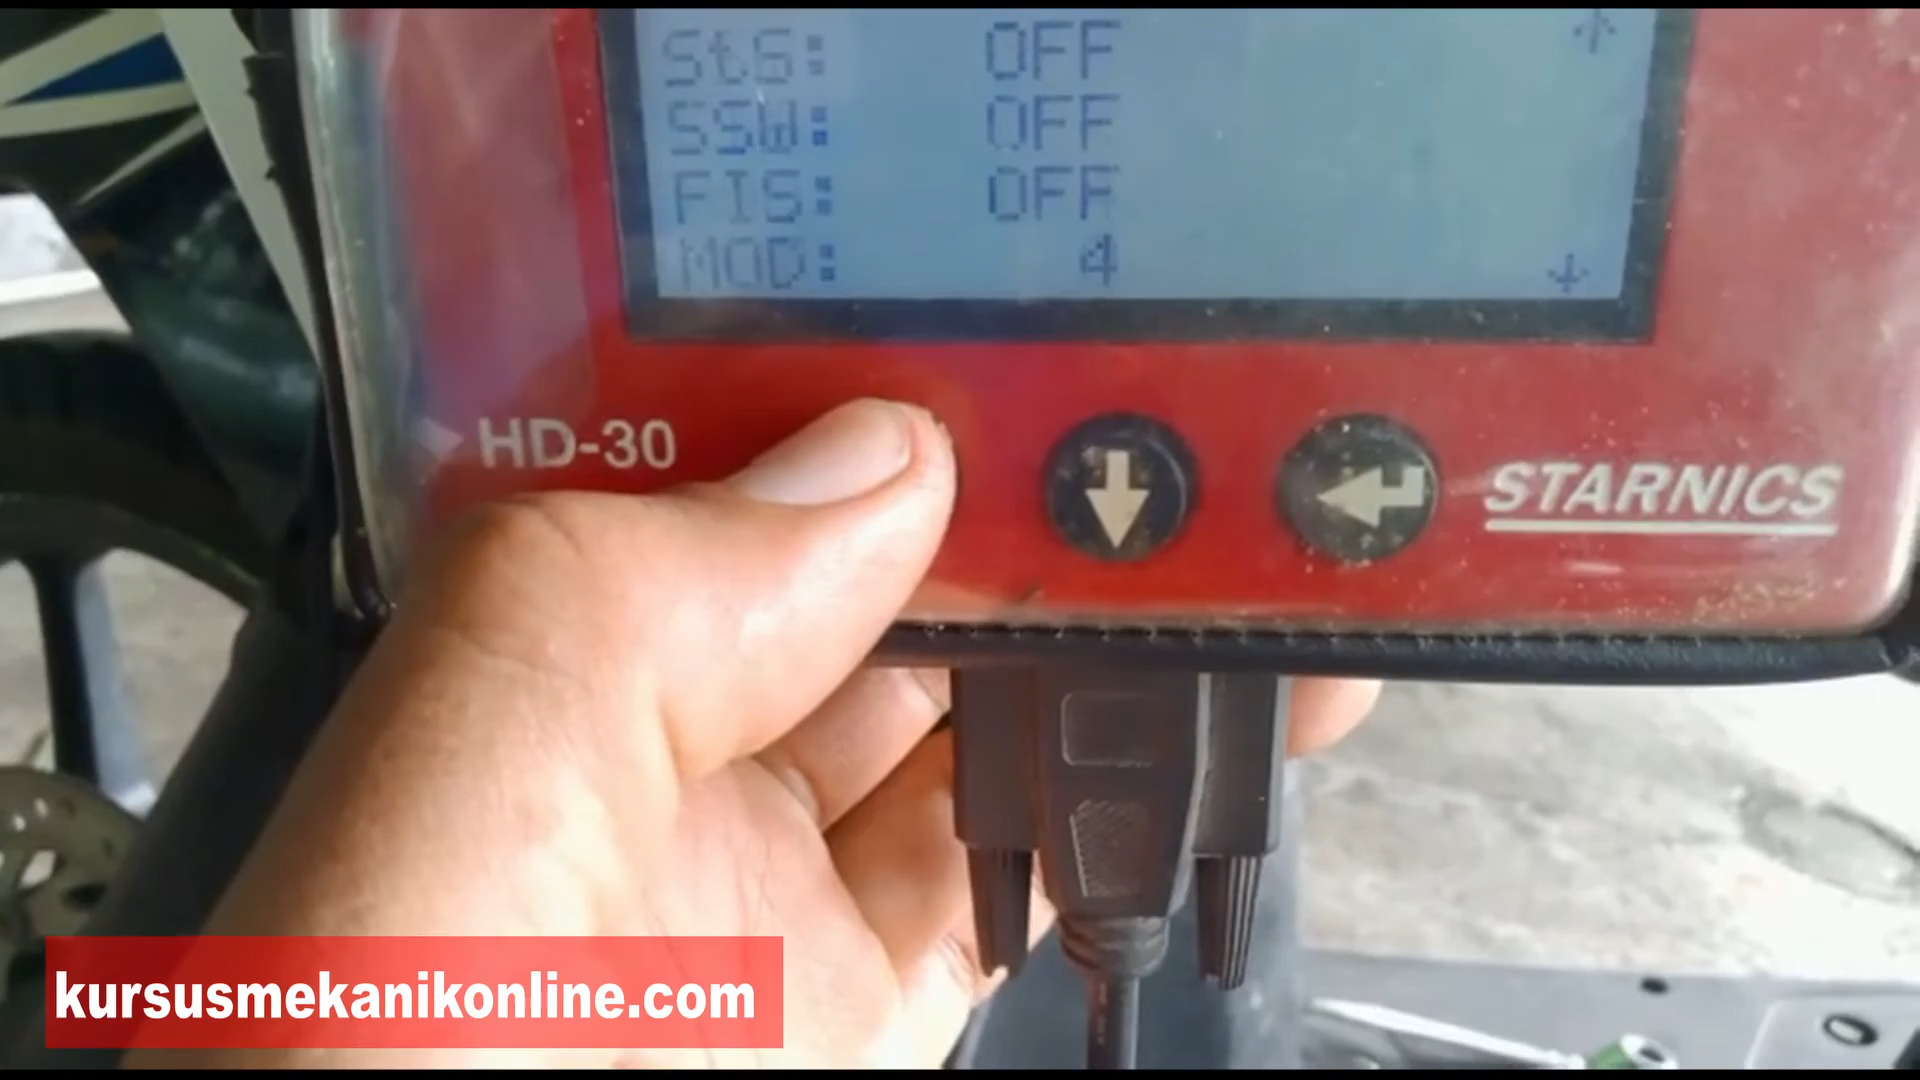 StS: OFF
SSW: OFF
FIS: OFF
MOD: 4
HD-30
STARNICS
kursusmekanikonline.com